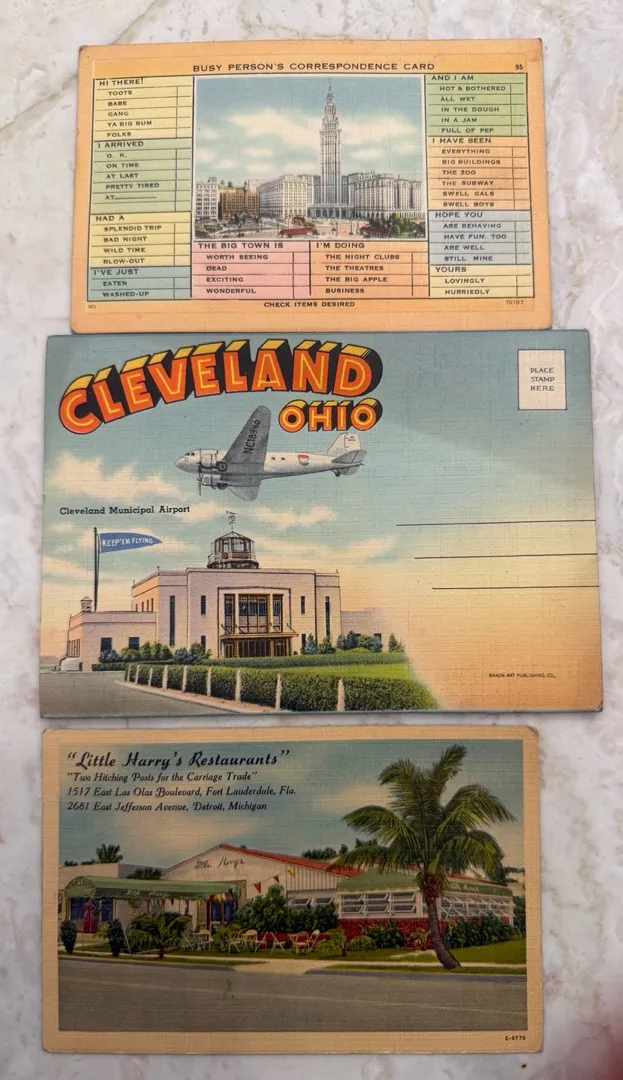 BUSY PERSON'S CORRESPONDENCE CARD
95
HI THERE!
TOOTS
BABE
GANG
YA BIG BUM
FOLKS
I ARRIVED
O. K.
ON TIME
AT LAST
PRETTY TIRED
AT
HAD A
SPLENDID TRIP
BAD NIGHT
WILD TIME
BLOW-OUT
I'VE JUST
EATEN
WASHED-UP
THE BIG TOWN IS
WORTH SEEING
DEAD
EXCITING
WONDERFUL
I'M DOING
THE NIGHT CLUBS
THE THEATRES
THE BIG APPLE
BUSINESS
AND I AM
HOT & BOTHERED
ALL WET
IN THE DOUGH
IN A JAM
FULL OF PEP
I HAVE SEEN
EVERYTHING
BIG BUILDINGS
THE ZOO
THE SUBWAY
SWELL GALS
SWELL BOYS
HOPE YOU
ARE BEHAVING
HAVE FUN, TOO
ARE WELL
STILL MINE
YOURS
LOVINGLY
HURRIEDLY
CHECK ITEMS DESIRED
CLEVELAND
OHIO
PLACE
STAMP
HERE
Cleveland Municipal Airport
KEEP 'EM FLYING
BRAUN ART PUBLISHING CO.,
"Little Harry's Restaurants"
"Two Hitching Posts for the Carriage Trade"
1517 East Las Olas Boulevard, Fort Lauderdale, Fla.
2681 East Jefferson Avenue, Detroit, Michigan